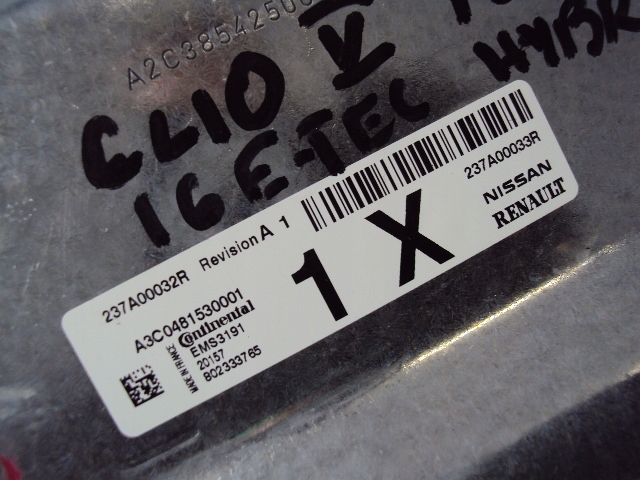 A2C3854250
CLIO V
16 E-TEC HYBR
237A00032R Revision A 1
237A00033R
1 X
NISSAN
RENAULT
A3C0481530001
Continental
EMS3191
20157
B02333765
MADE IN FRANCE